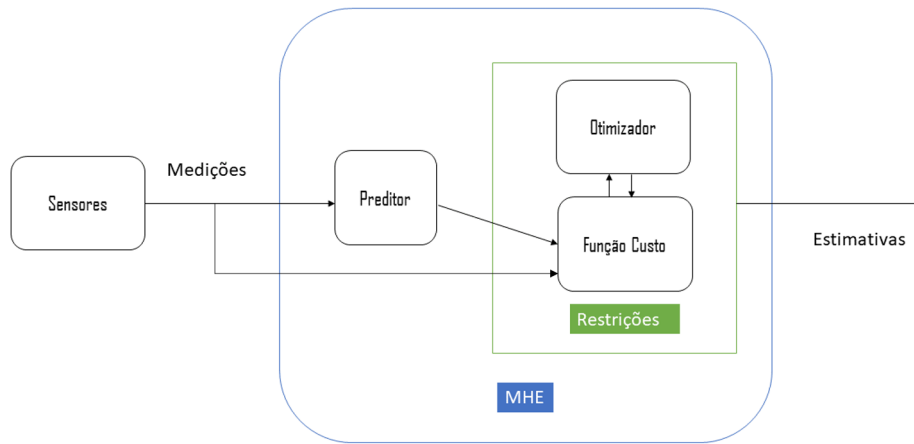 Otimizador
Medições
Sensores
Preditor
Função Custo
Estimativas
Restrições
MHE